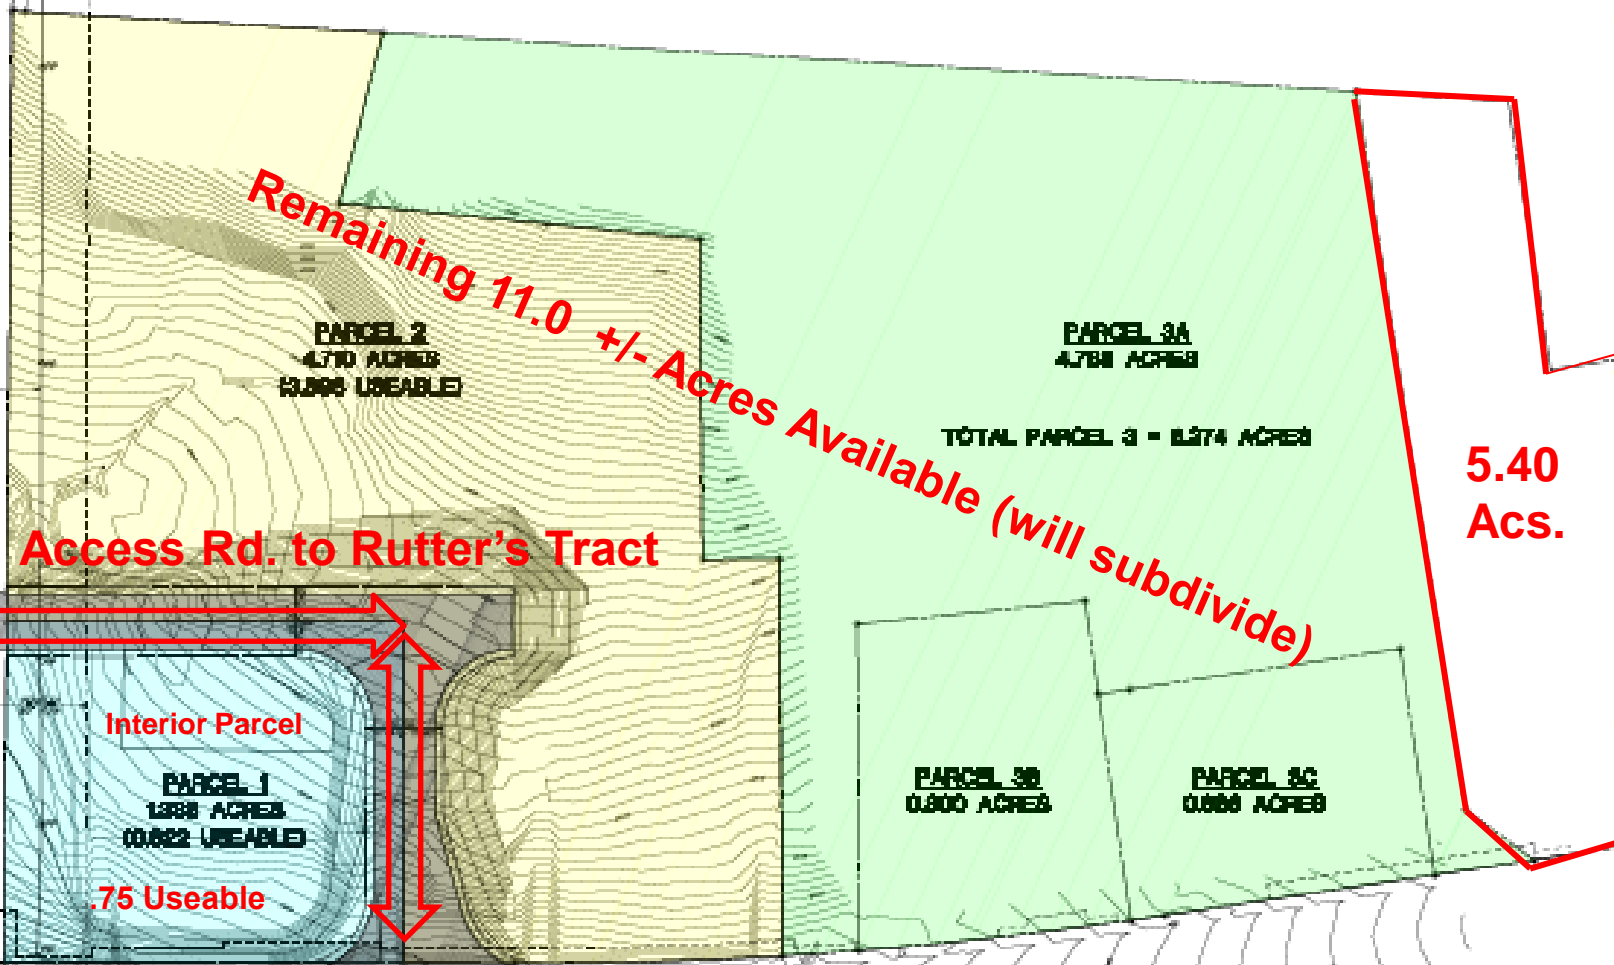 Remaining 11.0 +/- Acres Available (will subdivide)
PARCEL 2
4.710 ACRES
USEABLE)
PARCEL 3A
ACRES
TOTAL PARCEL 3 = ACRES
5.40
Acs.
Access Rd. to Rutter's Tract
Interior Parcel
PARCEL 1
ACRES
USEABLE)
.75 Useable
PARCEL 3B
ACRES
PARCEL 3C
ACRES